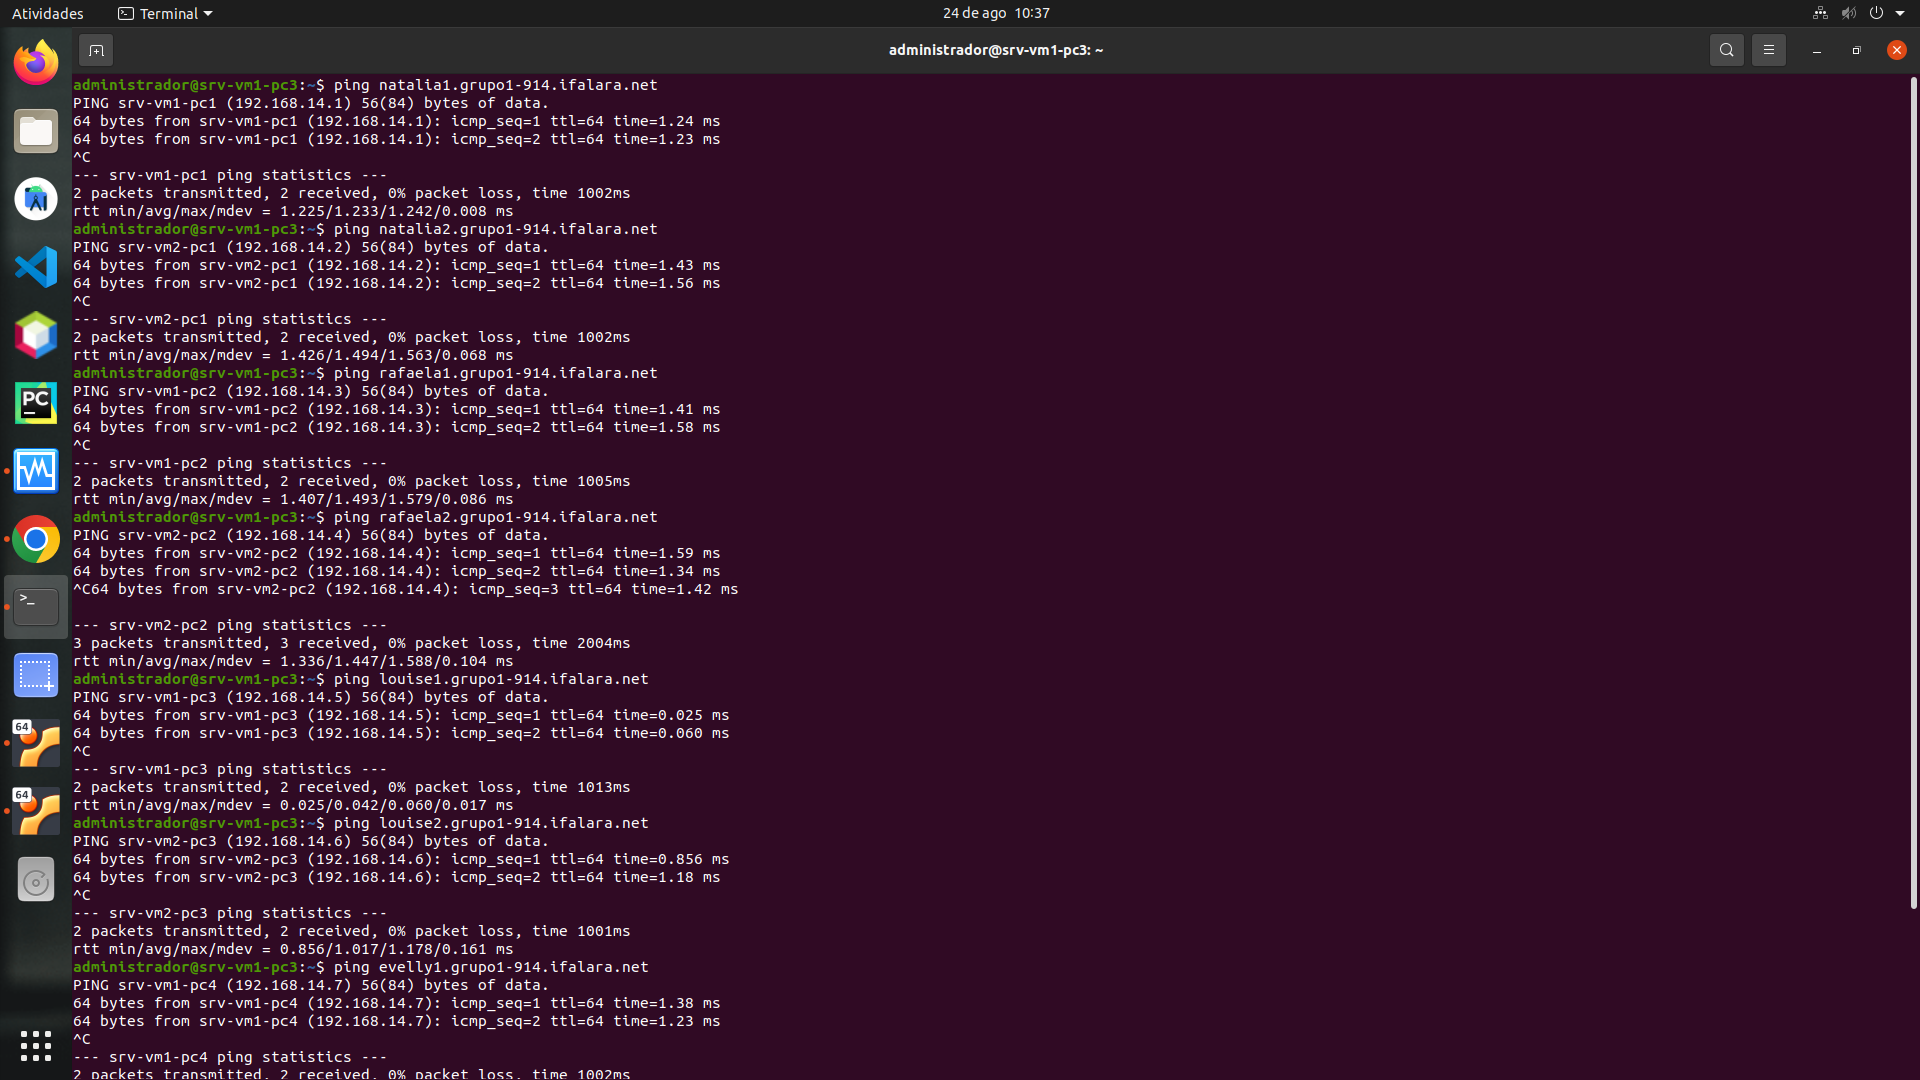 Atividades
Terminal
24 de ago 10:37
administrador@srv-vm1-pc3: ~
administrador@srv-vm1-pc3:~$ ping natalia1.grupo1-914.ifalara.net
PING srv-vm1-pc1 (192.168.14.1) 56(84) bytes of data.
64 bytes from srv-vm1-pc1 (192.168.14.1): icmp_seq=1 ttl=64 time=1.24 ms
64 bytes from srv-vm1-pc1 (192.168.14.1): icmp_seq=2 ttl=64 time=1.23 ms
^C
--- srv-vm1-pc1 ping statistics ---
2 packets transmitted, 2 received, 0% packet loss, time 1002ms
rtt min/avg/max/mdev = 1.225/1.233/1.242/0.008 ms
administrador@srv-vm1-pc3:~$ ping natalia2.grupo1-914.ifalara.net
PING srv-vm2-pc1 (192.168.14.2) 56(84) bytes of data.
64 bytes from srv-vm2-pc1 (192.168.14.2): icmp_seq=1 ttl=64 time=1.43 ms
64 bytes from srv-vm2-pc1 (192.168.14.2): icmp_seq=2 ttl=64 time=1.56 ms
^C
--- srv-vm2-pc1 ping statistics ---
2 packets transmitted, 2 received, 0% packet loss, time 1002ms
rtt min/avg/max/mdev = 1.426/1.494/1.563/0.068 ms
administrador@srv-vm1-pc3:~$ ping rafaela1.grupo1-914.ifalara.net
PING srv-vm1-pc2 (192.168.14.3) 56(84) bytes of data.
64 bytes from srv-vm1-pc2 (192.168.14.3): icmp_seq=1 ttl=64 time=1.41 ms
64 bytes from srv-vm1-pc2 (192.168.14.3): icmp_seq=2 ttl=64 time=1.58 ms
^C
--- srv-vm1-pc2 ping statistics ---
2 packets transmitted, 2 received, 0% packet loss, time 1005ms
rtt min/avg/max/mdev = 1.407/1.493/1.579/0.086 ms
administrador@srv-vm1-pc3:~$ ping rafaela2.grupo1-914.ifalara.net
PING srv-vm2-pc2 (192.168.14.4) 56(84) bytes of data.
64 bytes from srv-vm2-pc2 (192.168.14.4): icmp_seq=1 ttl=64 time=1.59 ms
64 bytes from srv-vm2-pc2 (192.168.14.4): icmp_seq=2 ttl=64 time=1.34 ms
^C64 bytes from srv-vm2-pc2 (192.168.14.4): icmp_seq=3 ttl=64 time=1.42 ms
--- srv-vm2-pc2 ping statistics ---
3 packets transmitted, 3 received, 0% packet loss, time 2004ms
rtt min/avg/max/mdev = 1.336/1.447/1.588/0.104 ms
administrador@srv-vm1-pc3:~$ ping louise1.grupo1-914.ifalara.net
PING srv-vm1-pc3 (192.168.14.5) 56(84) bytes of data.
64 bytes from srv-vm1-pc3 (192.168.14.5): icmp_seq=1 ttl=64 time=0.025 ms
64 bytes from srv-vm1-pc3 (192.168.14.5): icmp_seq=2 ttl=64 time=0.060 ms
^C
--- srv-vm1-pc3 ping statistics ---
2 packets transmitted, 2 received, 0% packet loss, time 1013ms
rtt min/avg/max/mdev = 0.025/0.042/0.060/0.017 ms
administrador@srv-vm1-pc3:~$ ping louise2.grupo1-914.ifalara.net
PING srv-vm2-pc3 (192.168.14.6) 56(84) bytes of data.
64 bytes from srv-vm2-pc3 (192.168.14.6): icmp_seq=1 ttl=64 time=0.856 ms
64 bytes from srv-vm2-pc3 (192.168.14.6): icmp_seq=2 ttl=64 time=1.18 ms
^C
--- srv-vm2-pc3 ping statistics ---
2 packets transmitted, 2 received, 0% packet loss, time 1001ms
rtt min/avg/max/mdev = 0.856/1.017/1.178/0.161 ms
administrador@srv-vm1-pc3:~$ ping evelly1.grupo1-914.ifalara.net
PING srv-vm1-pc4 (192.168.14.7) 56(84) bytes of data.
64 bytes from srv-vm1-pc4 (192.168.14.7): icmp_seq=1 ttl=64 time=1.38 ms
64 bytes from srv-vm1-pc4 (192.168.14.7): icmp_seq=2 ttl=64 time=1.23 ms
^C
--- srv-vm1-pc4 ping statistics ---
2 packets transmitted, 2 received, 0% packet loss, time 1002ms
PC
64
64